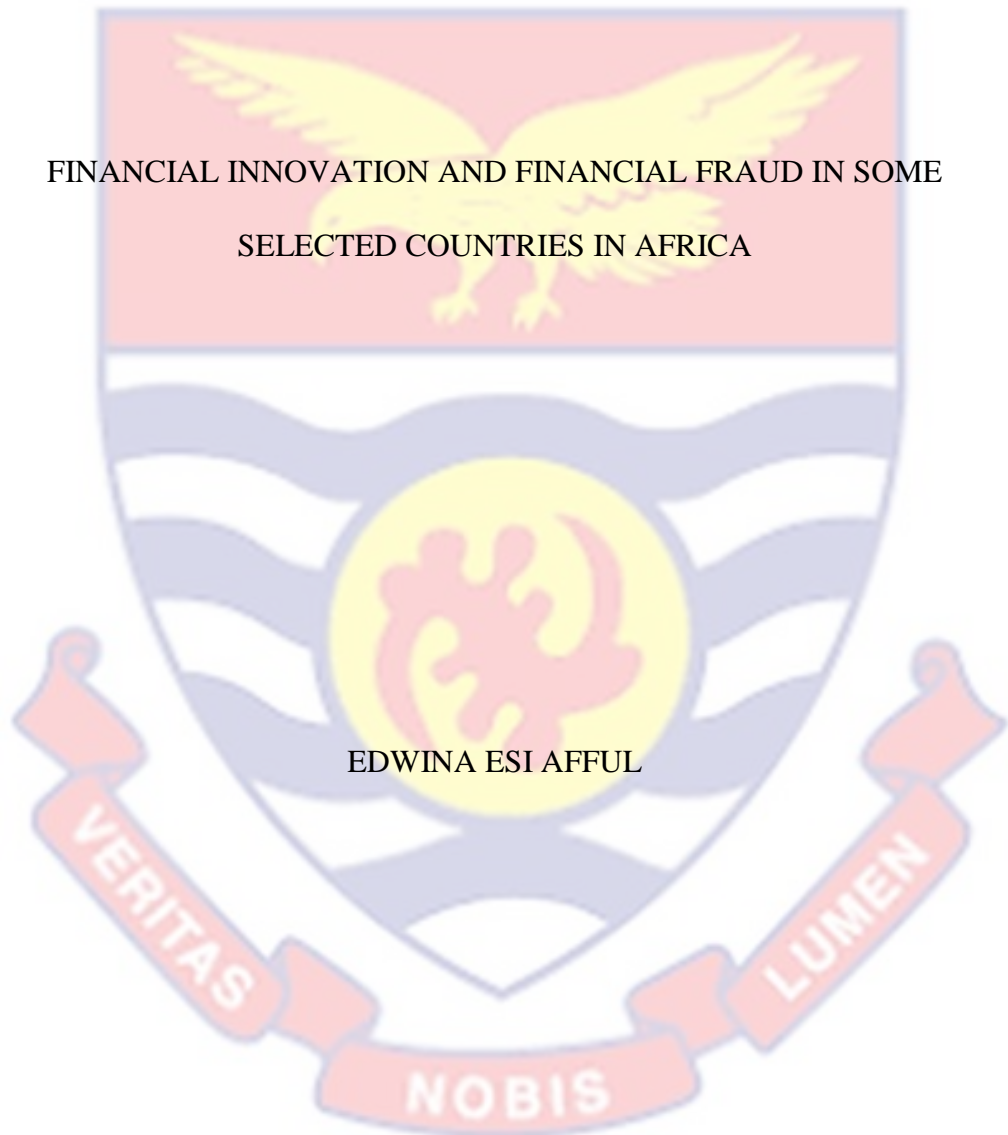 FINANCIAL INNOVATION AND FINANCIAL FRAUD IN SOME
SELECTED COUNTRIES IN AFRICA
EDWINA ESI AFFUL
VERITAS
NOBIS
LUMEN